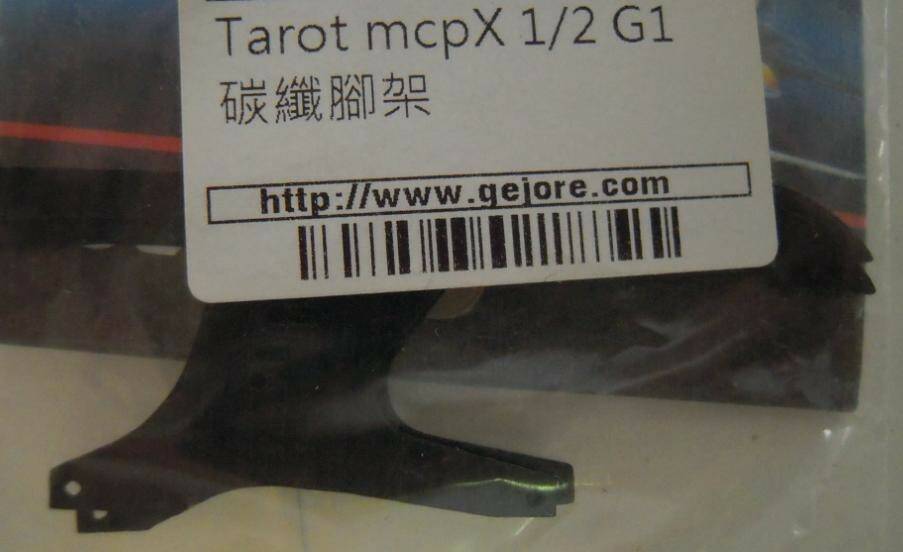 Tarot mcpX 1/2 G1
碳纖腳架
http://www.gejore.com